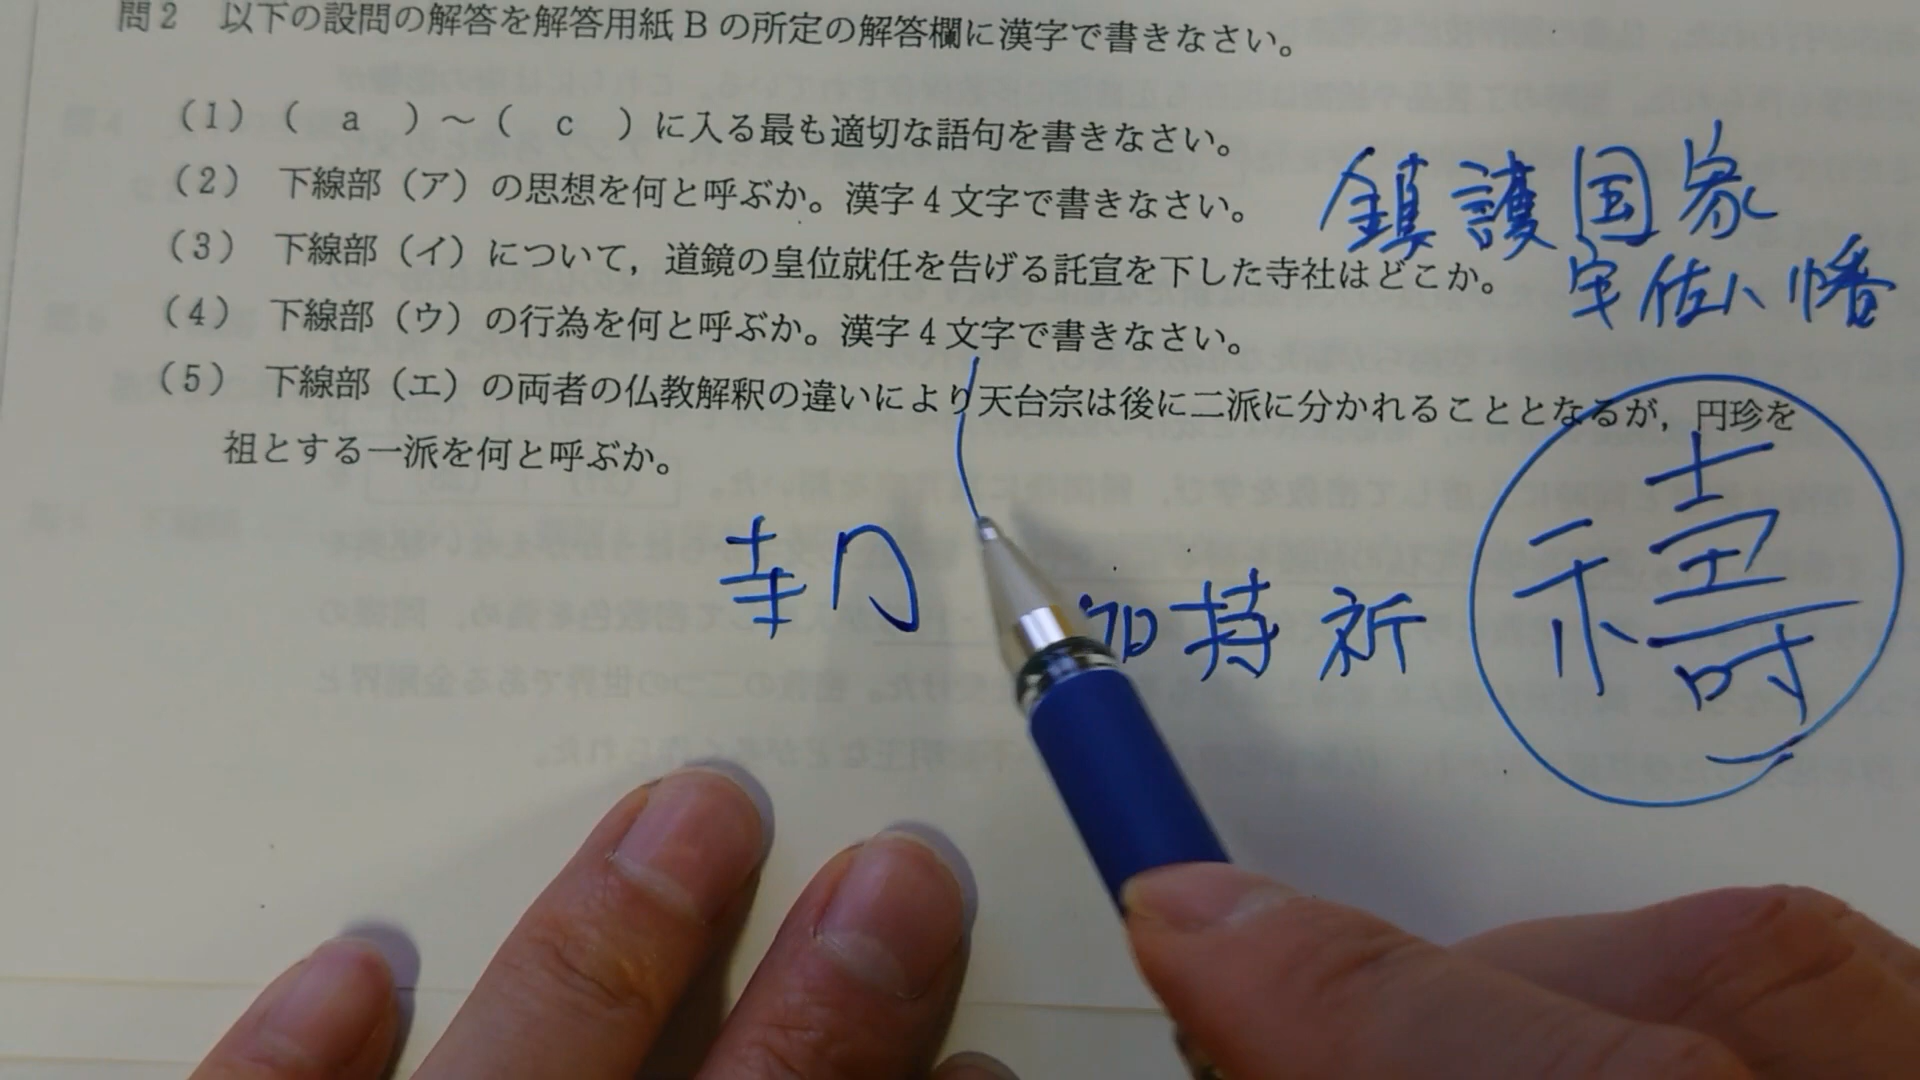 問2 以下の設問の解答を解答用紙Bの所定の解答欄に漢字で書きなさい。
(1)( a )～( c )に入る最も適切な語句を書きなさい。
(2) 下線部(ア)の思想を何と呼ぶか。漢字4文字で書きなさい。
鎮護国家
(3) 下線部(イ)について，道鏡の皇位就任を告げる託宣を下した寺社はどこか。
宇佐八幡
(4) 下線部(ウ)の行為を何と呼ぶか。漢字4文字で書きなさい。
(5) 下線部(エ)の両者の仏教解釈の違いにより天台宗は後に二派に分かれることとなるが，円珍を
祖とする一派を何と呼ぶか。
加持祈
禱